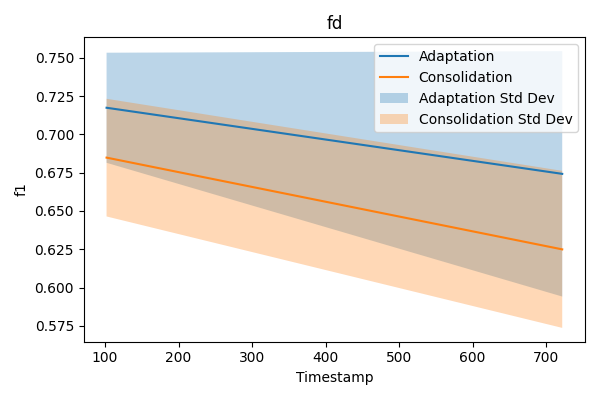 fd
Adaptation
Consolidation
Adaptation Std Dev
Consolidation Std Dev
f1
0.750
0.725
0.700
0.675
0.650
0.625
0.600
0.575
100 200 300 400 500 600 700
Timestamp